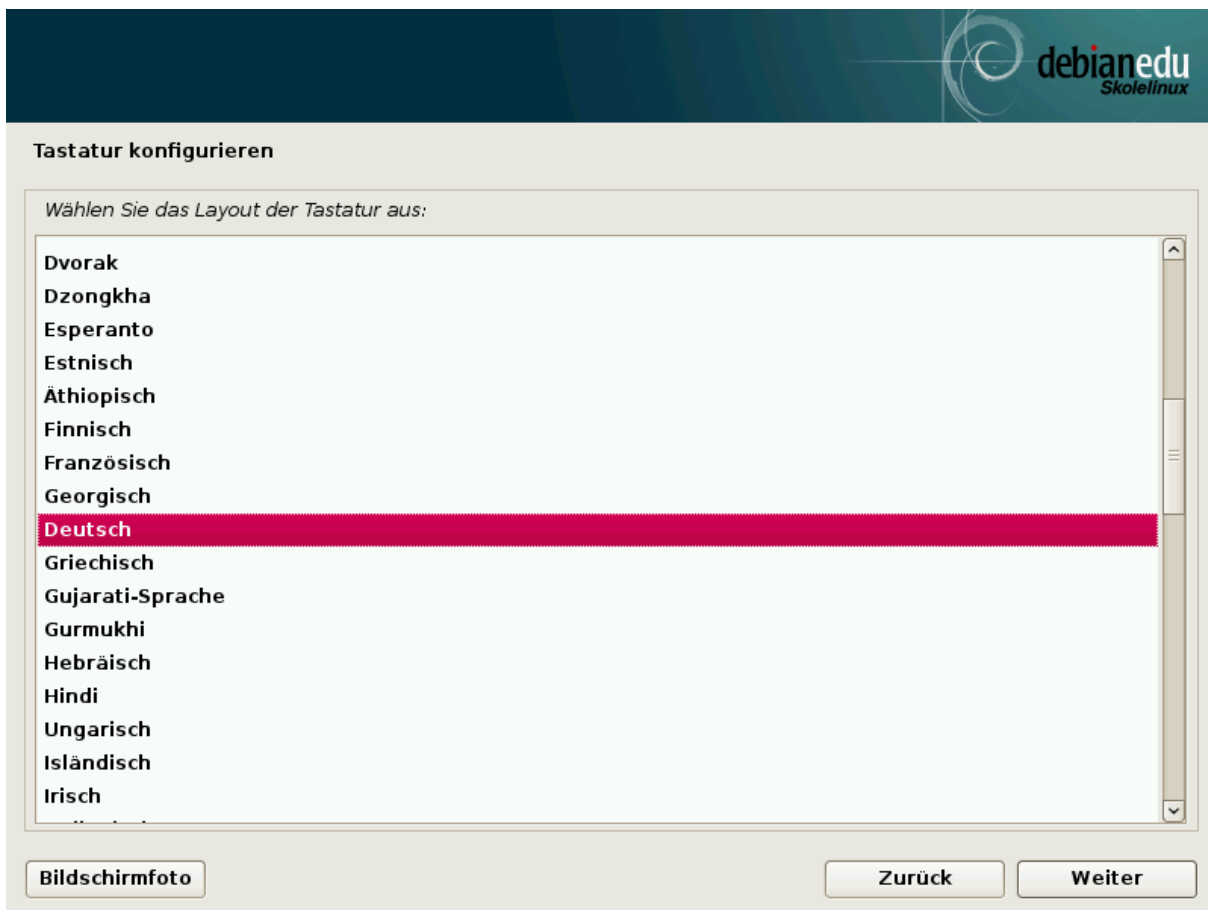 debianedu
Skolelinux
Tastatur konfigurieren
Wählen Sie das Layout der Tastatur aus:
Dvorak
Dzongkha
Esperanto
Estnisch
Äthiopisch
Finnisch
Französisch
Georgisch
Deutsch
Griechisch
Gujarati-Sprache
Gurmukhi
Hebräisch
Hindi
Ungarisch
Isländisch
Irisch
Bildschirmfoto Zurück Weiter